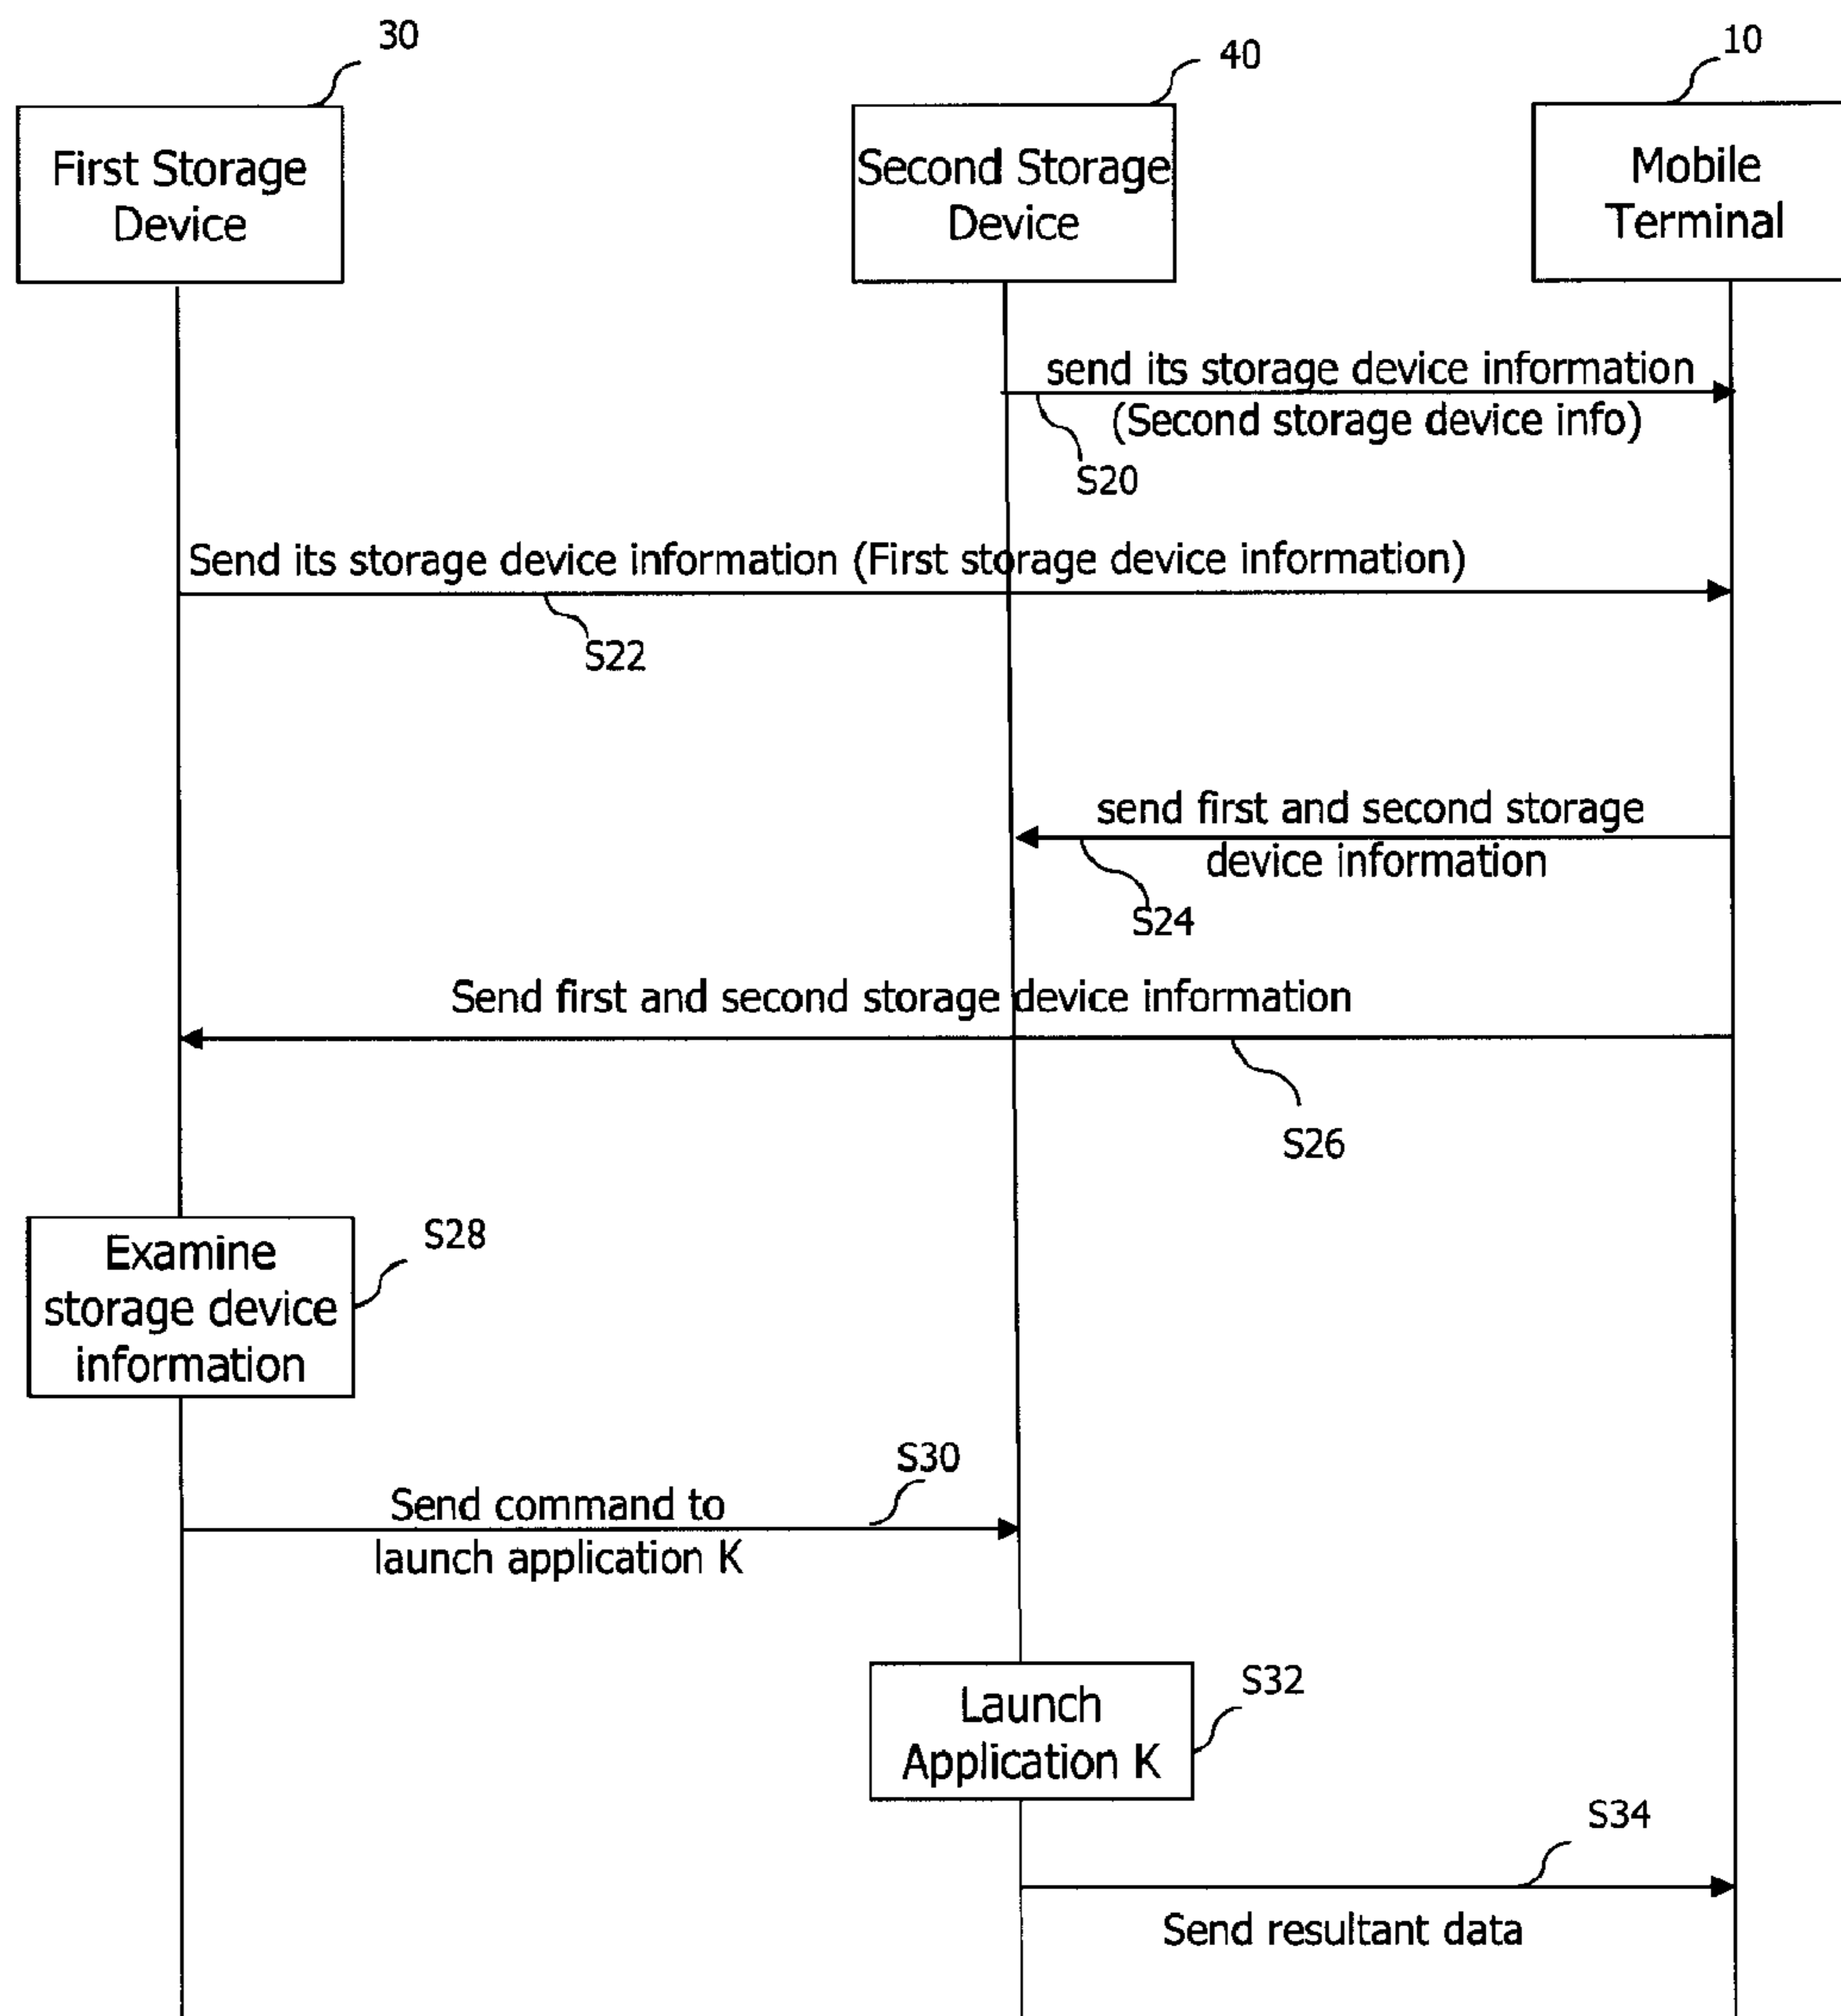 30
40
10
First Storage
Device
Second Storage
Device
Mobile
Terminal
send its storage device information
(Second storage device info)
S20
Send its storage device information (First storage device information)
S22
send first and second storage
device information
S24
Send first and second storage device information
S26
Examine
storage device
information
S28
S30
Send command to
launch application K
Launch
Application K
S32
S34
Send resultant data